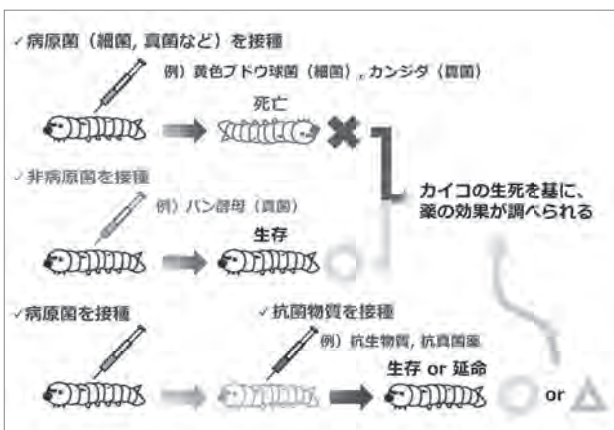 ✓病原菌（細菌, 真菌など）を接種
例）黄色ブドウ球菌（細菌）, カンジダ（真菌）
死亡
✓非病原菌を接種
例）パン酵母（真菌）
生存
カイコの生死を基に、
薬の効果が調べられる
✓病原菌を接種
✓抗菌物質を接種
例）抗生物質, 抗真菌薬
生存 or 延命
or